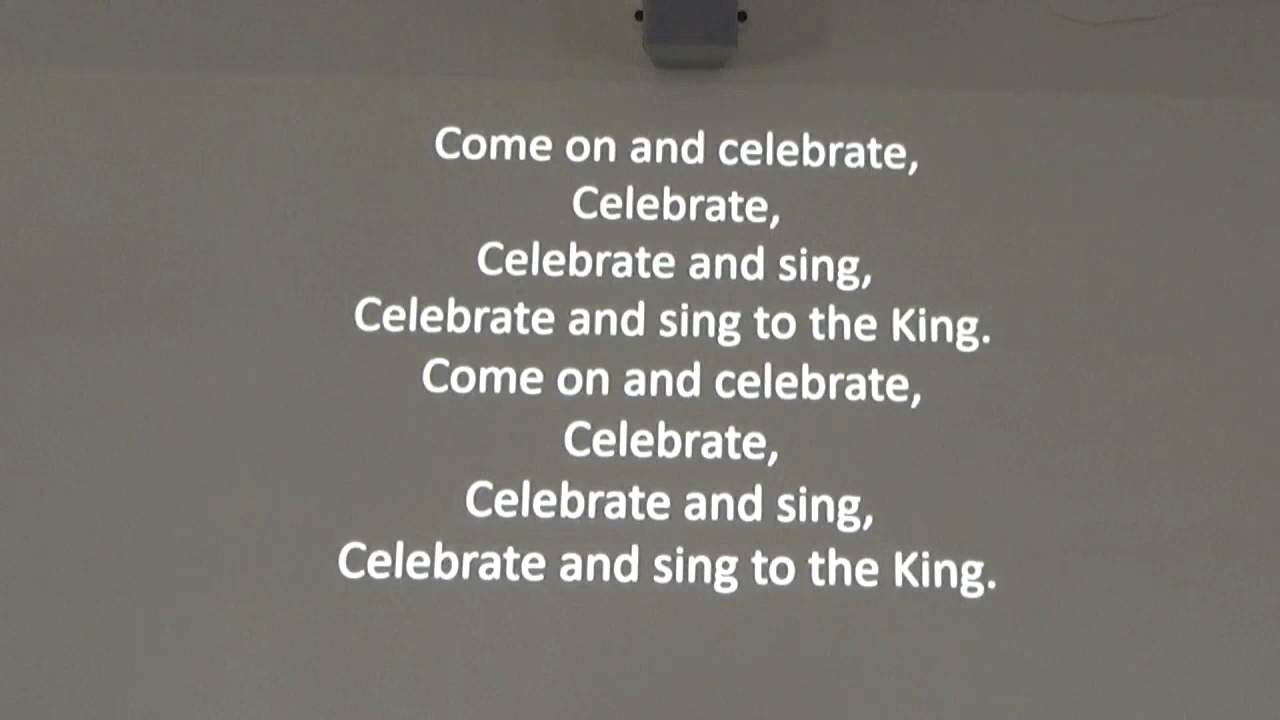 Come on and celebrate,
Celebrate,
Celebrate and sing,
Celebrate and sing to the King.
Come on and celebrate,
Celebrate,
Celebrate and sing,
Celebrate and sing to the King.